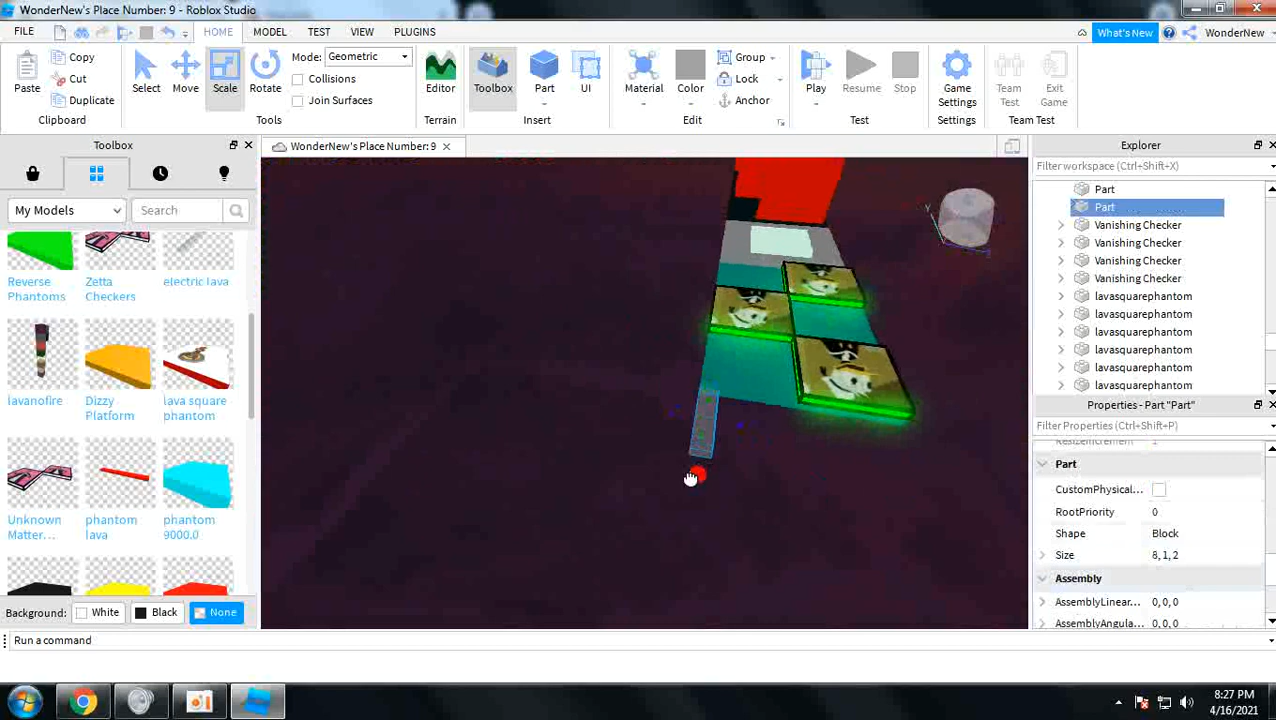 WonderNew's Place Number: 9 - Roblox Studio
FILE
HOME
MODEL
TEST
VIEW
PLUGINS
What's New
WonderNew
Paste
Copy
Cut
Duplicate
Clipboard
Select
Move
Scale
Rotate
Mode: Geometric
Collisions
Join Surfaces
Tools
Editor
Terrain
Toolbox
Part
UI
Insert
Material
Color
Group
Lock
Anchor
Edit
Play
Resume
Stop
Test
Game Settings
Settings
Team Test
Exit Game
Team Test
Toolbox
My Models
Search
Reverse Phantoms
Zetta Checkers
electric lava
lavanofire
Dizzy Platform
lava square phantom
Unknown Matter...
phantom lava
phantom 9000.0
Background:
White
Black
None
WonderNew's Place Number: 9
Y
Explorer
Filter workspace (Ctrl+Shift+X)
Part
Part
Vanishing Checker
Vanishing Checker
Vanishing Checker
Vanishing Checker
lavasquarephantom
lavasquarephantom
lavasquarephantom
lavasquarephantom
lavasquarephantom
lavasquarephantom
Properties - Part "Part"
Filter Properties (Ctrl+Shift+P)
ResizeIncrement 1
Part
CustomPhysical...
RootPriority 0
Shape Block
Size 8, 1, 2
Assembly
AssemblyLinear... 0, 0, 0
AssemblyAngula... 0, 0, 0
Run a command
8:27 PM
4/16/2021